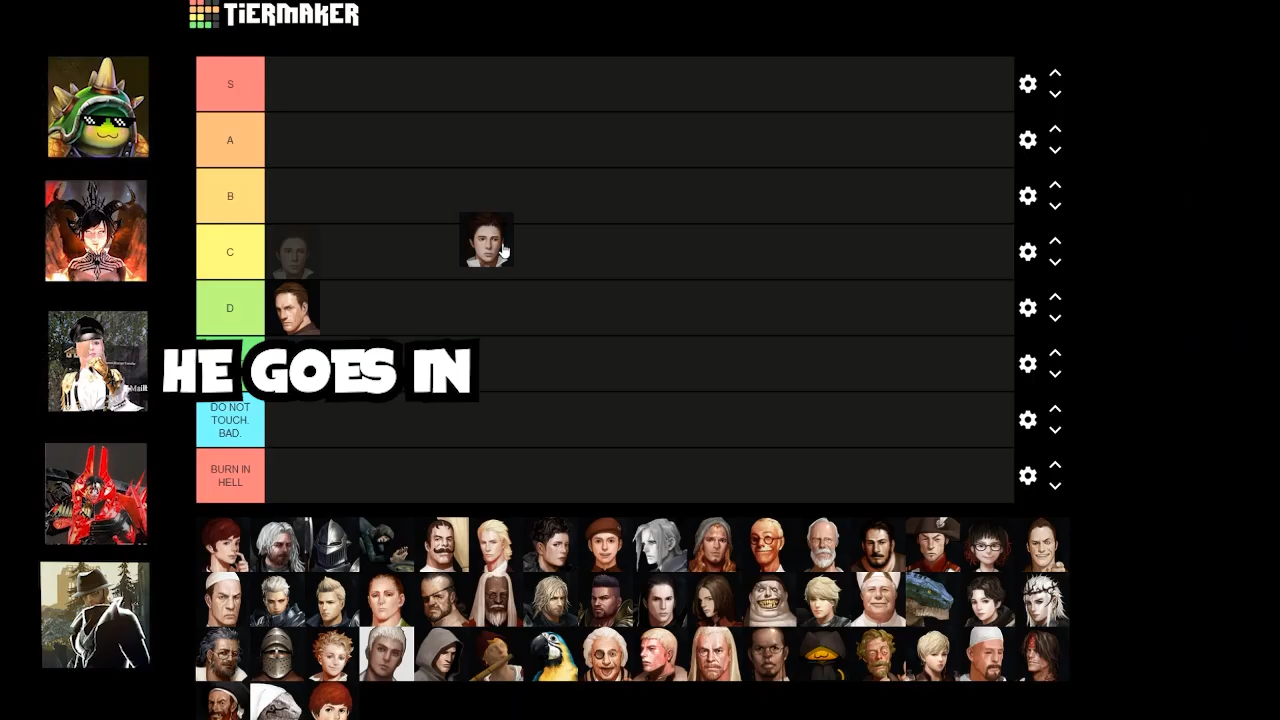 TIERMAKER
S
A
B
C
D
HE GOES IN
DO NOT
TOUCH.
BAD.
BURN IN
HELL